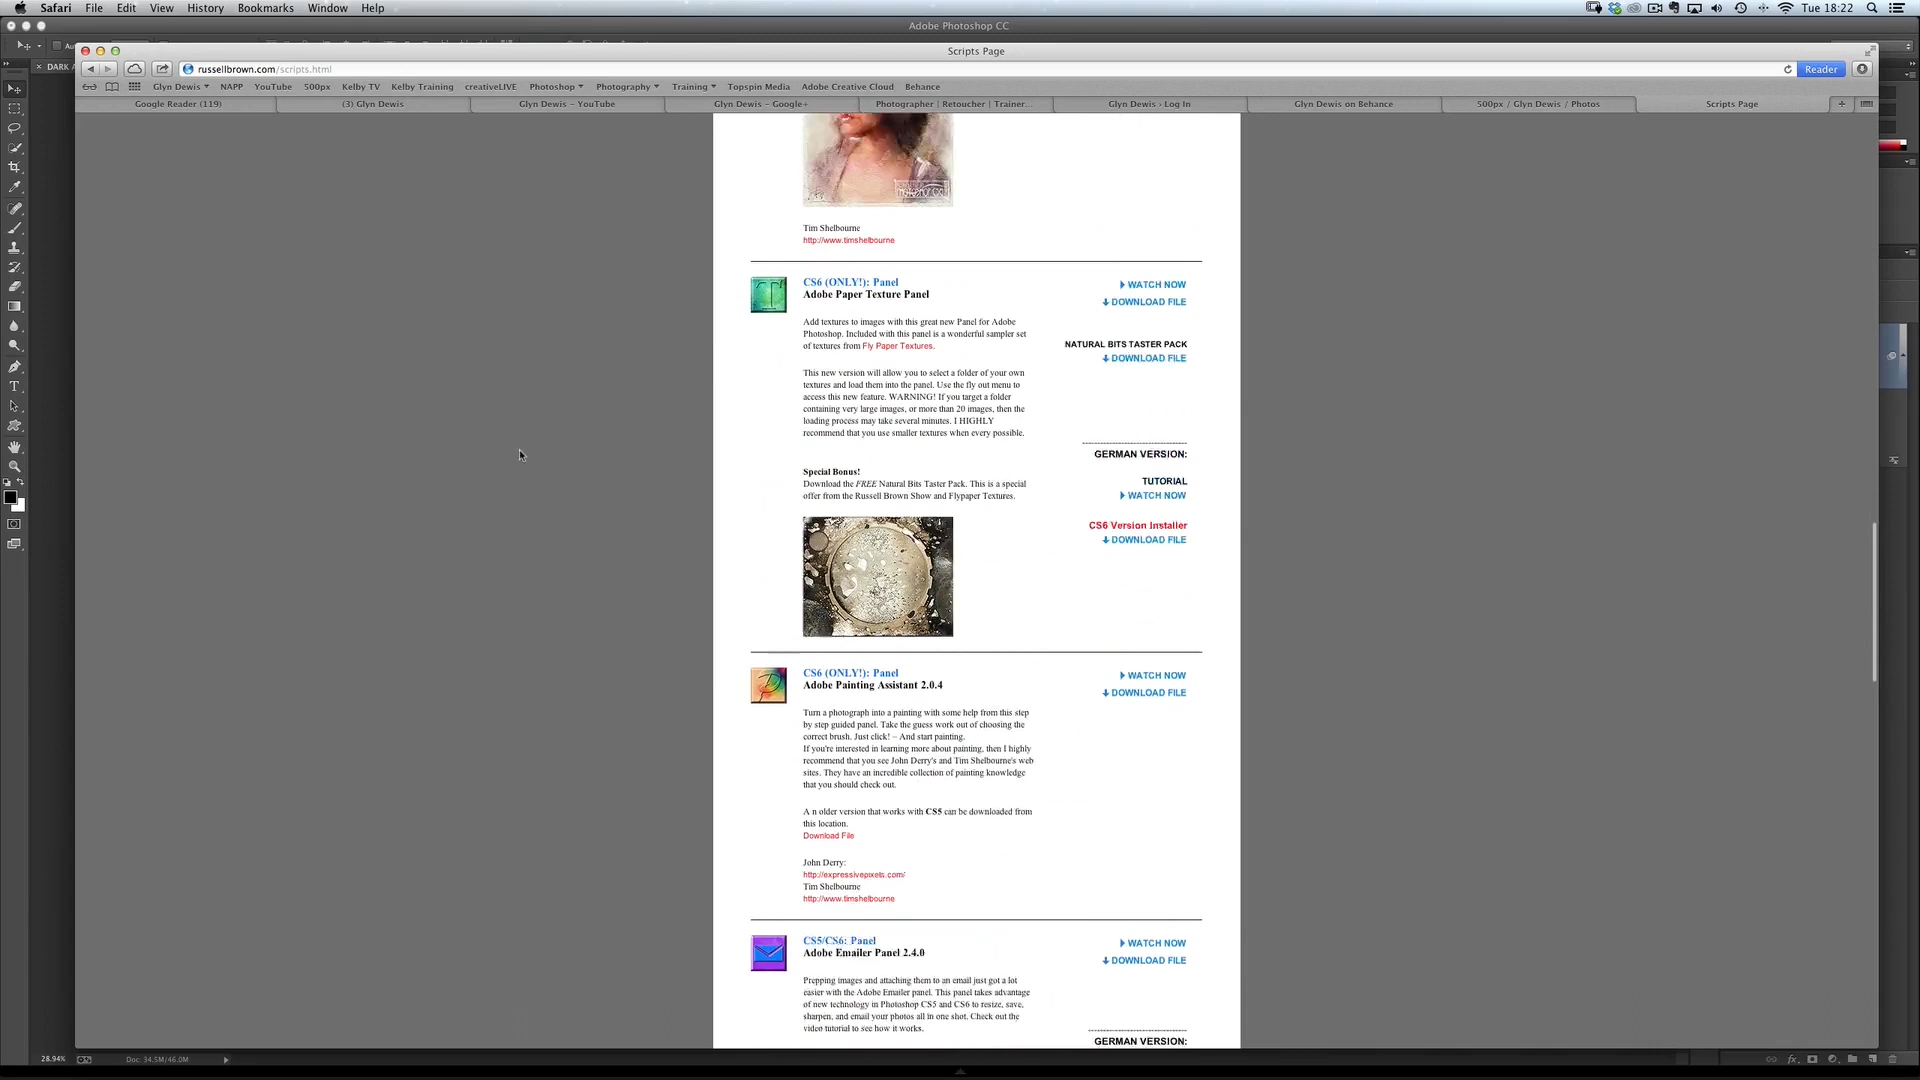 Safari File Edit View History Bookmarks Window Help
Tue 18:22
Adobe Photoshop CC
Scripts Page
russellbrown.com/scripts.html
Reader
Glyn Dewis NAPP YouTube 500px Kelby TV Kelby Training creativeLIVE Photoshop Photography Training Topspin Media Adobe Creative Cloud Behance
Google Reader (119) (3) Glyn Dewis Glyn Dewis – YouTube Glyn Dewis – Google+ Photographer | Retoucher | Trainer... Glyn Dewis › Log In Glyn Dewis on Behance 500px / Glyn Dewis / Photos Scripts Page
Tim Shelbourne
http://www.timshelbourne
CS6 (ONLY!): Panel
Adobe Paper Texture Panel
WATCH NOW
DOWNLOAD FILE
Add textures to images with this great new Panel for Adobe
Photoshop. Included with this panel is a wonderful sampler set
of textures from Fly Paper Textures.
NATURAL BITS TASTER PACK
DOWNLOAD FILE
This new version will allow you to select a folder of your own
textures and load them into the panel. Use the fly out menu to
access this new feature. WARNING! If you target a folder
containing very large images, or more than 20 images, then the
loading process may take several minutes. I HIGHLY
recommend that you use smaller textures when every possible.
GERMAN VERSION:
Special Bonus!
Download the FREE Natural Bits Taster Pack. This is a special
offer from the Russell Brown Show and Flypaper Textures.
TUTORIAL
WATCH NOW
CS6 Version Installer
DOWNLOAD FILE
CS6 (ONLY!): Panel
Adobe Painting Assistant 2.0.4
WATCH NOW
DOWNLOAD FILE
Turn a photograph into a painting with some help from this step
by step guided panel. Take the guess work out of choosing the
correct brush. Just click! – And start painting.
If you're interested in learning more about painting, then I highly
recommend that you see John Derry's and Tim Shelbourne's web
sites. They have an incredible collection of painting knowledge
that you should check out.
A n older version that works with CS5 can be downloaded from
this location.
Download File
John Derry:
http://expressivepixels.com/
Tim Shelbourne
http://www.timshelbourne
CS5/CS6: Panel
Adobe Emailer Panel 2.4.0
WATCH NOW
DOWNLOAD FILE
Prepping images and attaching them to an email just got a lot
easier with the Adobe Emailer panel. This panel takes advantage
of new technology in Photoshop CS5 and CS6 to resize, save,
sharpen, and email your photos all in one shot. Check out the
video tutorial to see how it works.
GERMAN VERSION:
28.94% Doc: 34.5M/46.0M